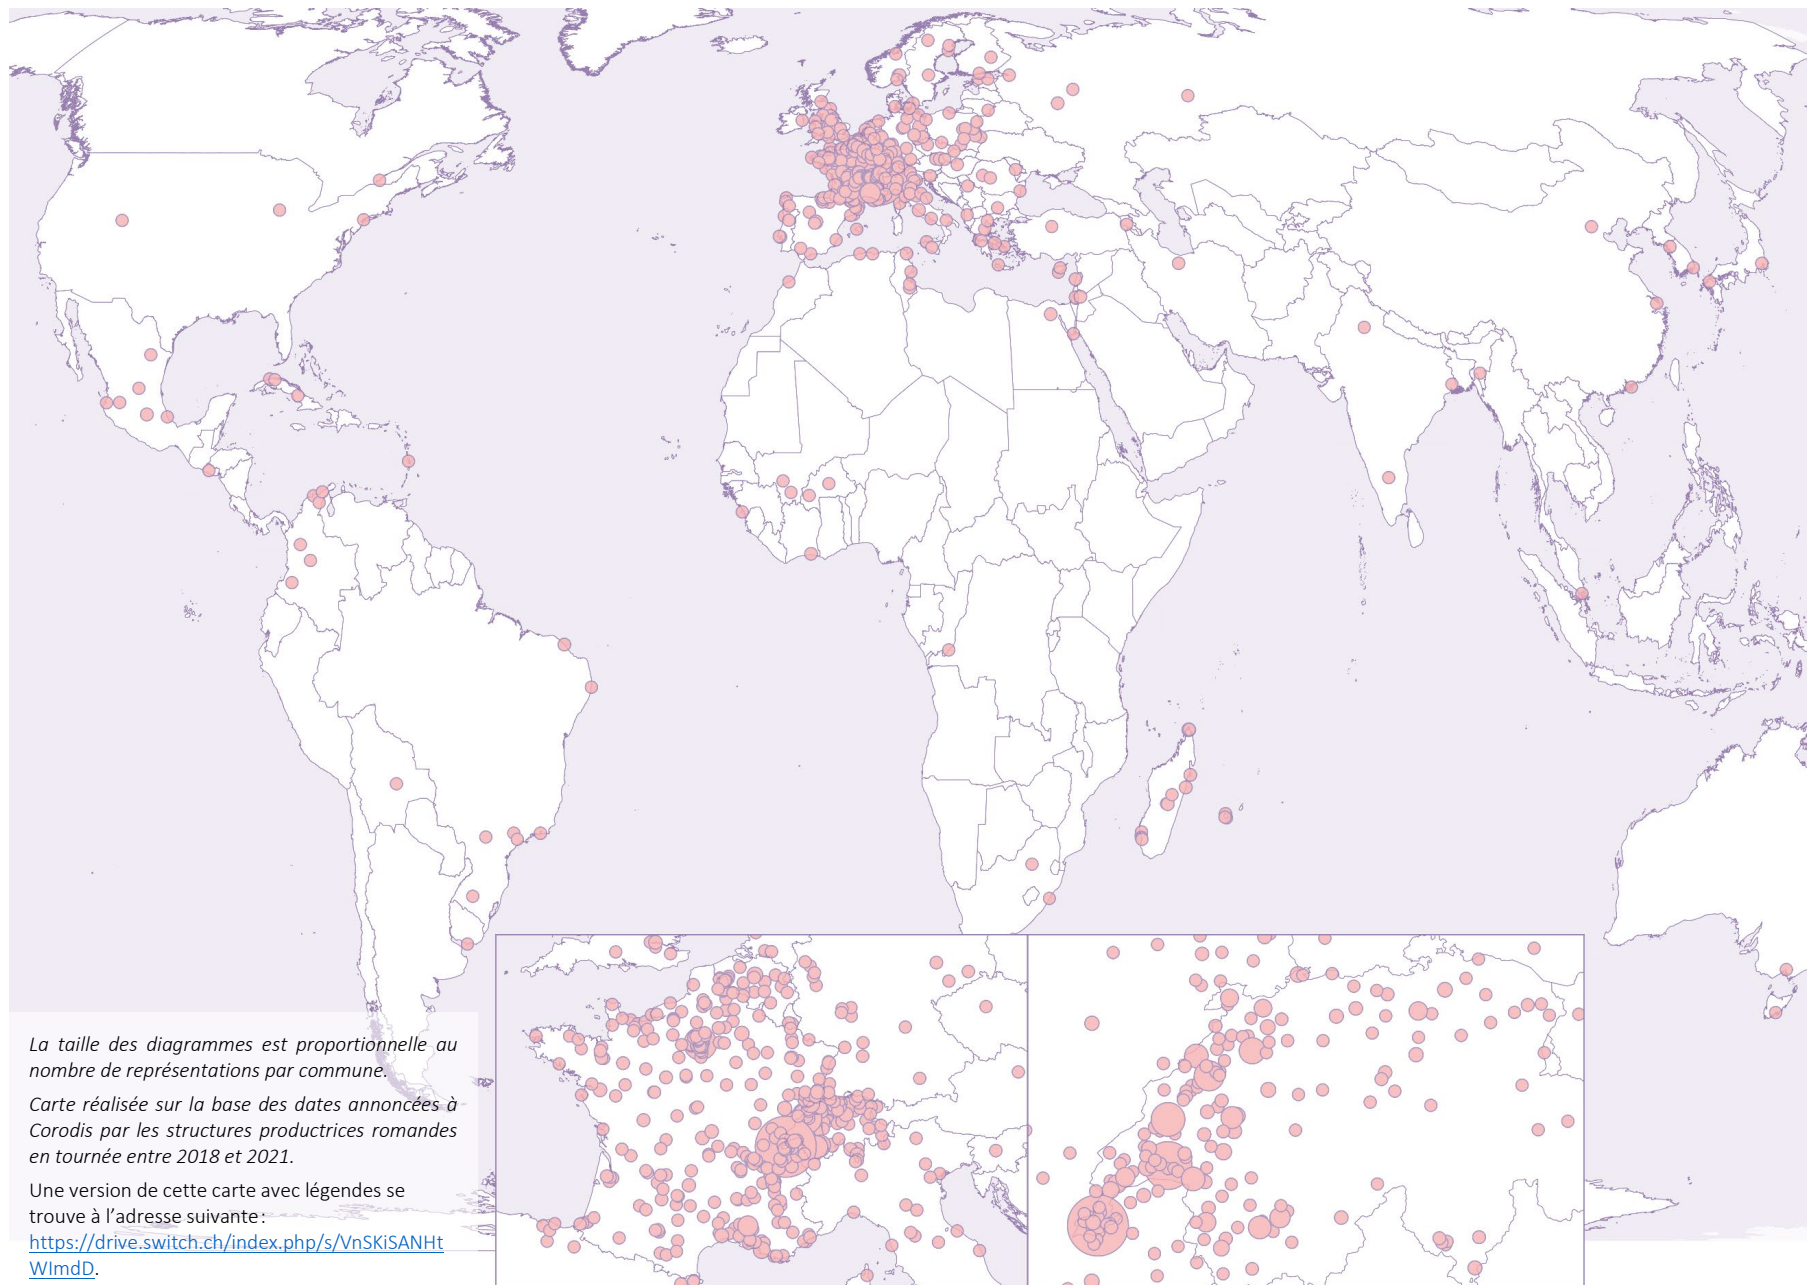 La taille des diagrammes est proportionnelle au
nombre de représentations par commune.
Carte réalisée sur la base des dates annoncées à
Corodis par les structures productrices romandes
en tournée entre 2018 et 2021.
Une version de cette carte avec légendes se
trouve à l’adresse suivante:
https://drive.switch.ch/index.php/s/VnSKiSANHt
WImdD.